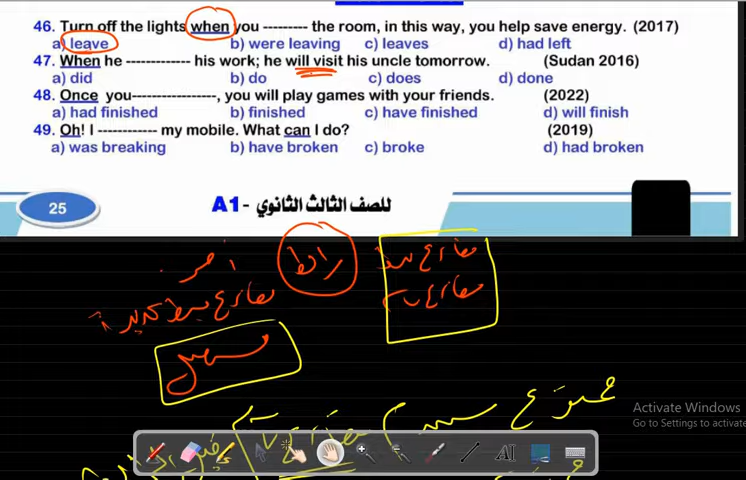 46. Turn off the lights when you --------- the room, in this way, you help save energy. (2017)
a) leave b) were leaving c) leaves d) had left
47. When he ------------ his work; he will visit his uncle tomorrow. (Sudan 2016)
a) did b) do c) does d) done
48. Once you----------------, you will play games with your friends. (2022)
a) had finished b) finished c) have finished d) will finish
49. Oh! I ------------ my mobile. What can I do? (2019)
a) was breaking b) have broken c) broke d) had broken
25 للصف الثالث الثانوي - A1
رابط
مضارع بسيط
مضارع تام
مستقبل
Activate Windows
Go to Settings to activate Windows